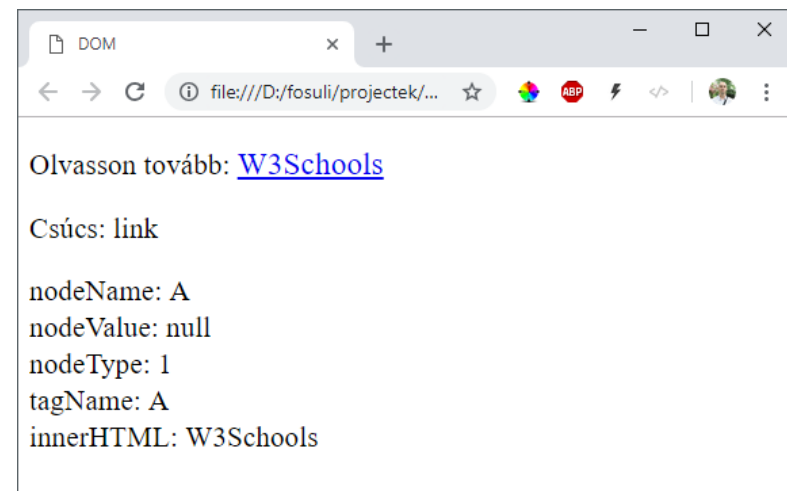 DOM
file:///D:/fosuli/projectek/...
ABP
Olvasson tovább: W3Schools
Csúcs: link
nodeName: A
nodeValue: null
nodeType: 1
tagName: A
innerHTML: W3Schools